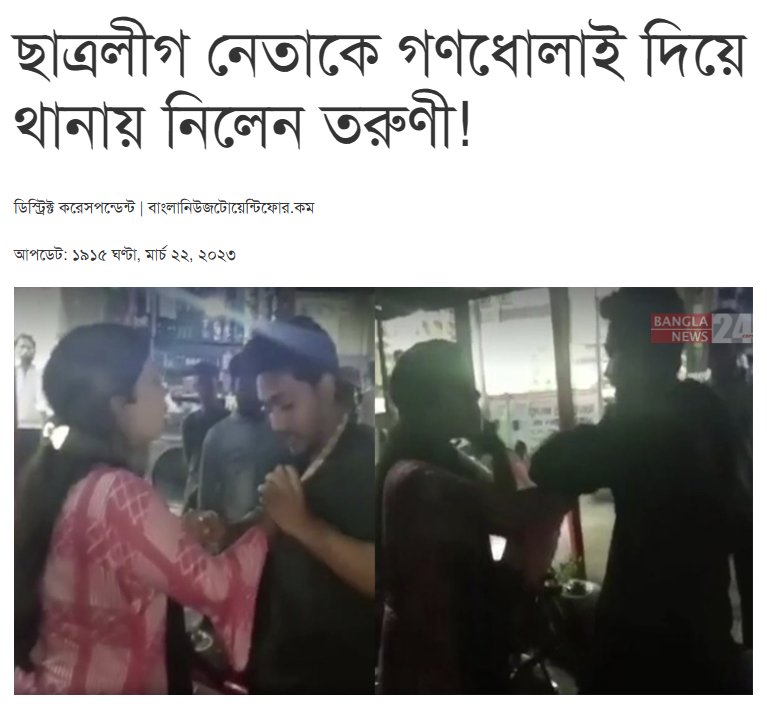 ছাত্রলীগ নেতাকে গণধোলাই দিয়ে
থানায় নিলেন তরুণী!
ডিস্ট্রিক্ট করেসপন্ডেন্ট | বাংলানিউজটোয়েন্টিফোর.কম
আপডেট: ১৯১৫ ঘণ্টা, মার্চ ২২, ২০২৩
BANGLA
NEWS 24